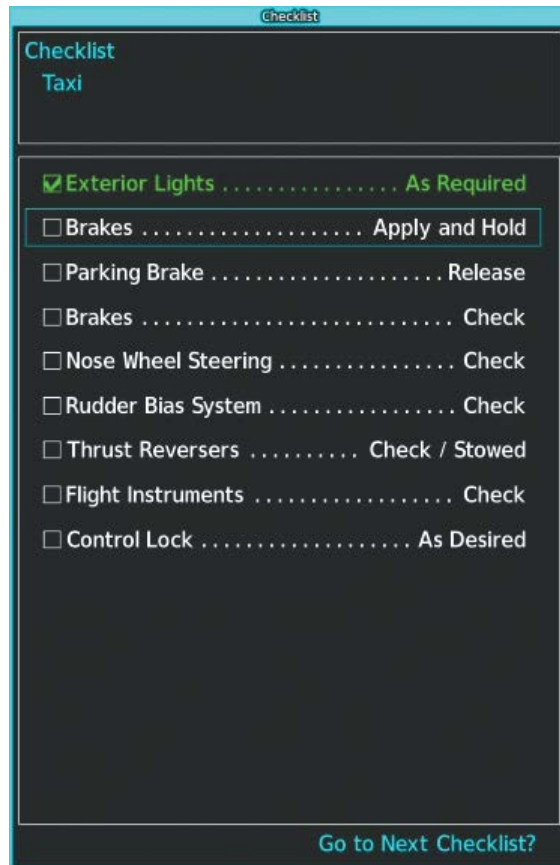 Checklist
Checklist
Taxi
Exterior Lights ................ As Required
Brakes .................... Apply and Hold
Parking Brake ..................... Release
Brakes ............................ Check
Nose Wheel Steering ................ Check
Rudder Bias System ................. Check
Thrust Reversers .......... Check / Stowed
Flight Instruments .................. Check
Control Lock ................... As Desired
Go to Next Checklist?